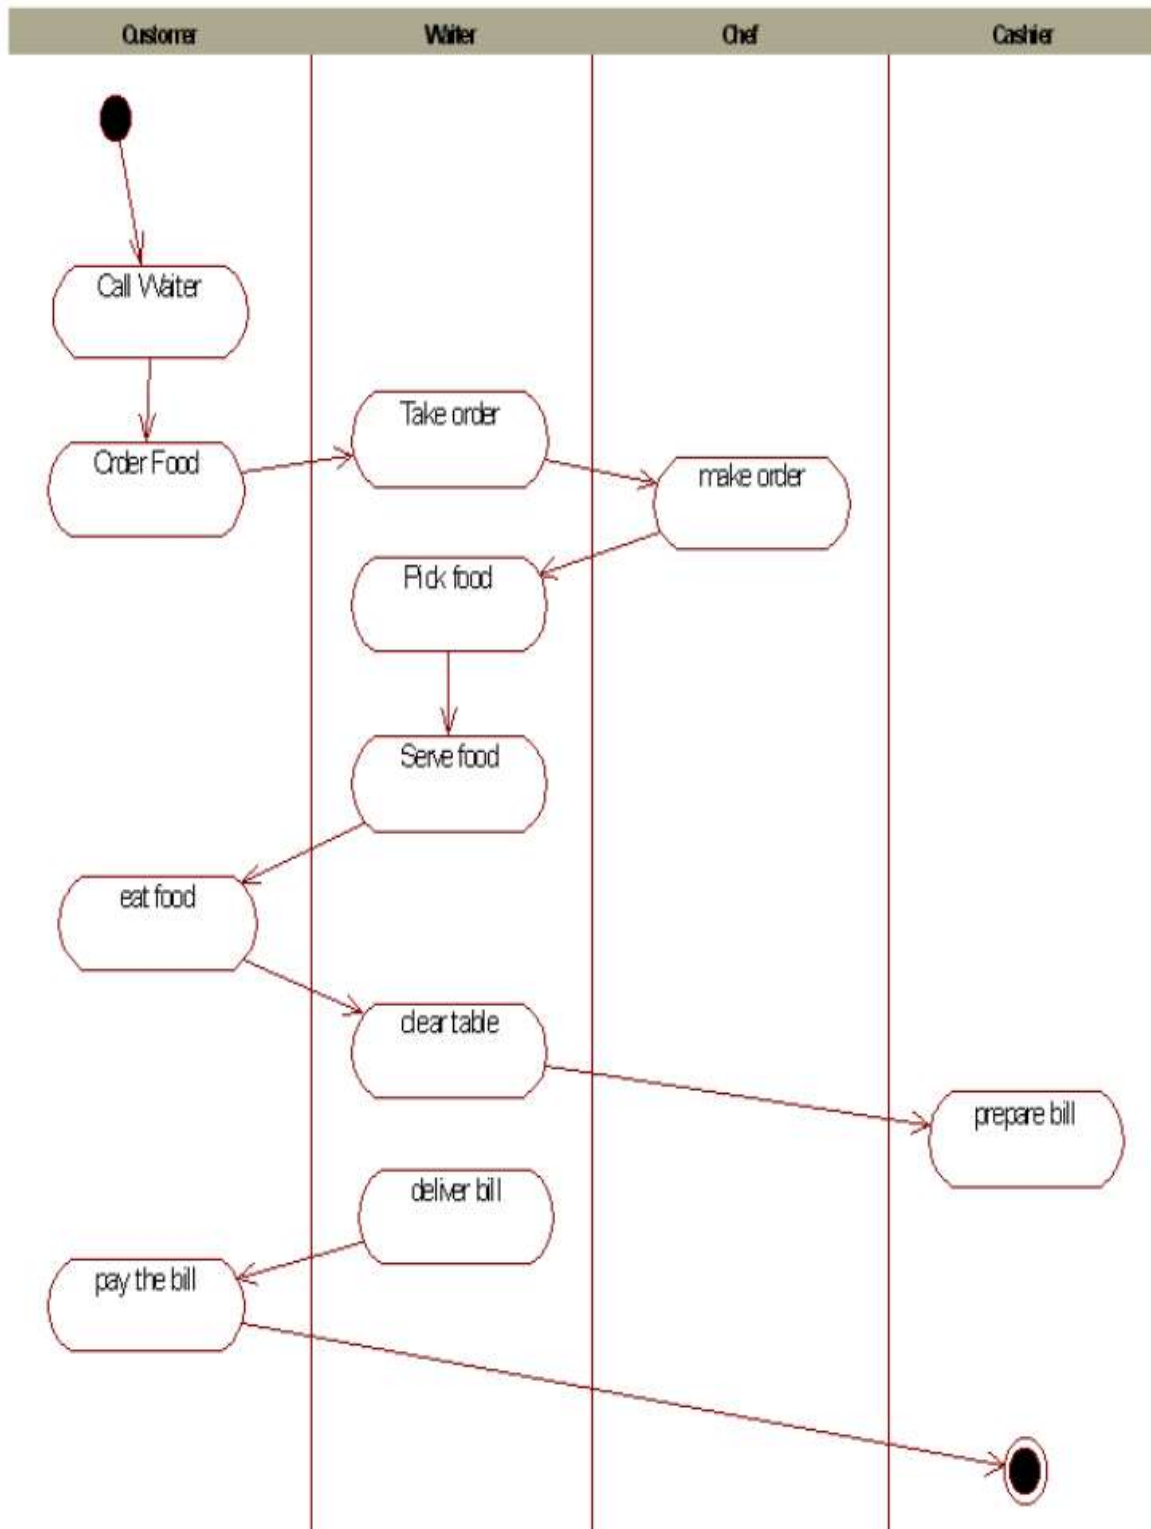 Customer Waiter Chef Cashier
Call Waiter
Take order
Order Food
make order
Pick food
Serve food
eat food
clear table
prepare bill
deliver bill
pay the bill